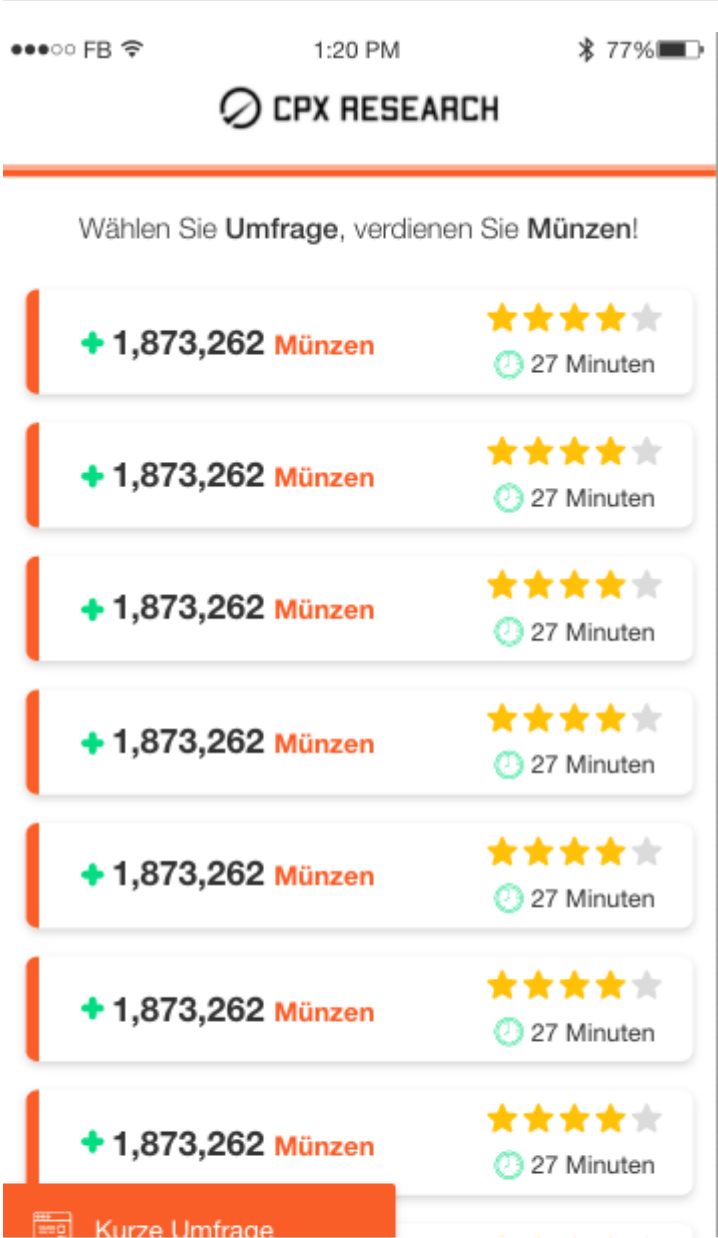 FB 1:20 PM 77%
CPX RESEARCH
Wählen Sie Umfrage, verdienen Sie Münzen!
1,873,262 Münzen
27 Minuten
1,873,262 Münzen
27 Minuten
1,873,262 Münzen
27 Minuten
1,873,262 Münzen
27 Minuten
1,873,262 Münzen
27 Minuten
1,873,262 Münzen
27 Minuten
1,873,262 Münzen
27 Minuten
Kurze Umfrage